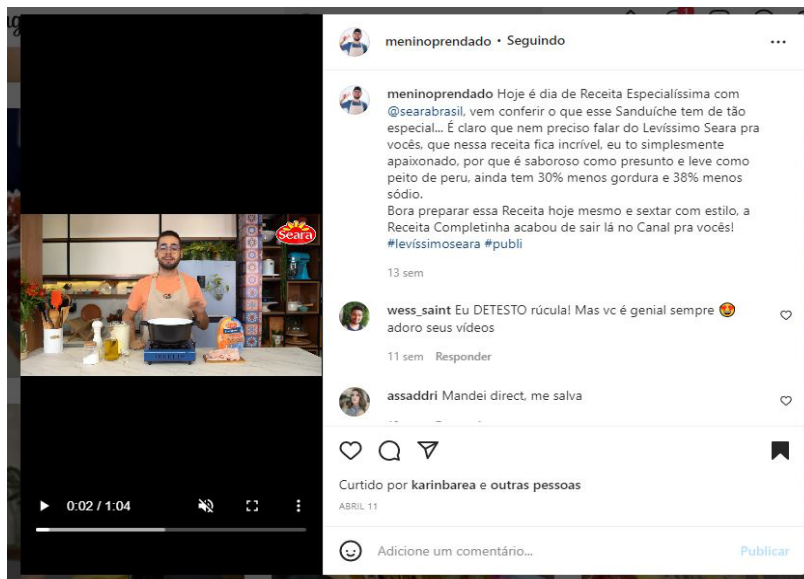 meninoprendado • Seguindo
meninoprendado Hoje é dia de Receita Especialíssima com
@searabrasil, vem conferir o que esse Sanduíche tem de tão
especial... É claro que nem preciso falar do Levíssimo Seara pra
vocês, que nessa receita fica incrível, eu to simplesmente
apaixonado, por que é saboroso como presunto e leve como
peito de peru, ainda tem 30% menos gordura e 38% menos
sódio.
Bora preparar essa Receita hoje mesmo e sextar com estilo, a
Receita Completinha acabou de sair lá no Canal pra vocês!
#levíssimoseara #publi
13 sem
Seara
wess_saint Eu DETESTO rúcula! Mas vc é genial sempre 😍
adoro seus vídeos
11 sem Responder
assaddri Mandei direct, me salva
0:02 / 1:04
Curtido por karinbarea e outras pessoas
ABRIL 11
Adicione um comentário...
Publicar